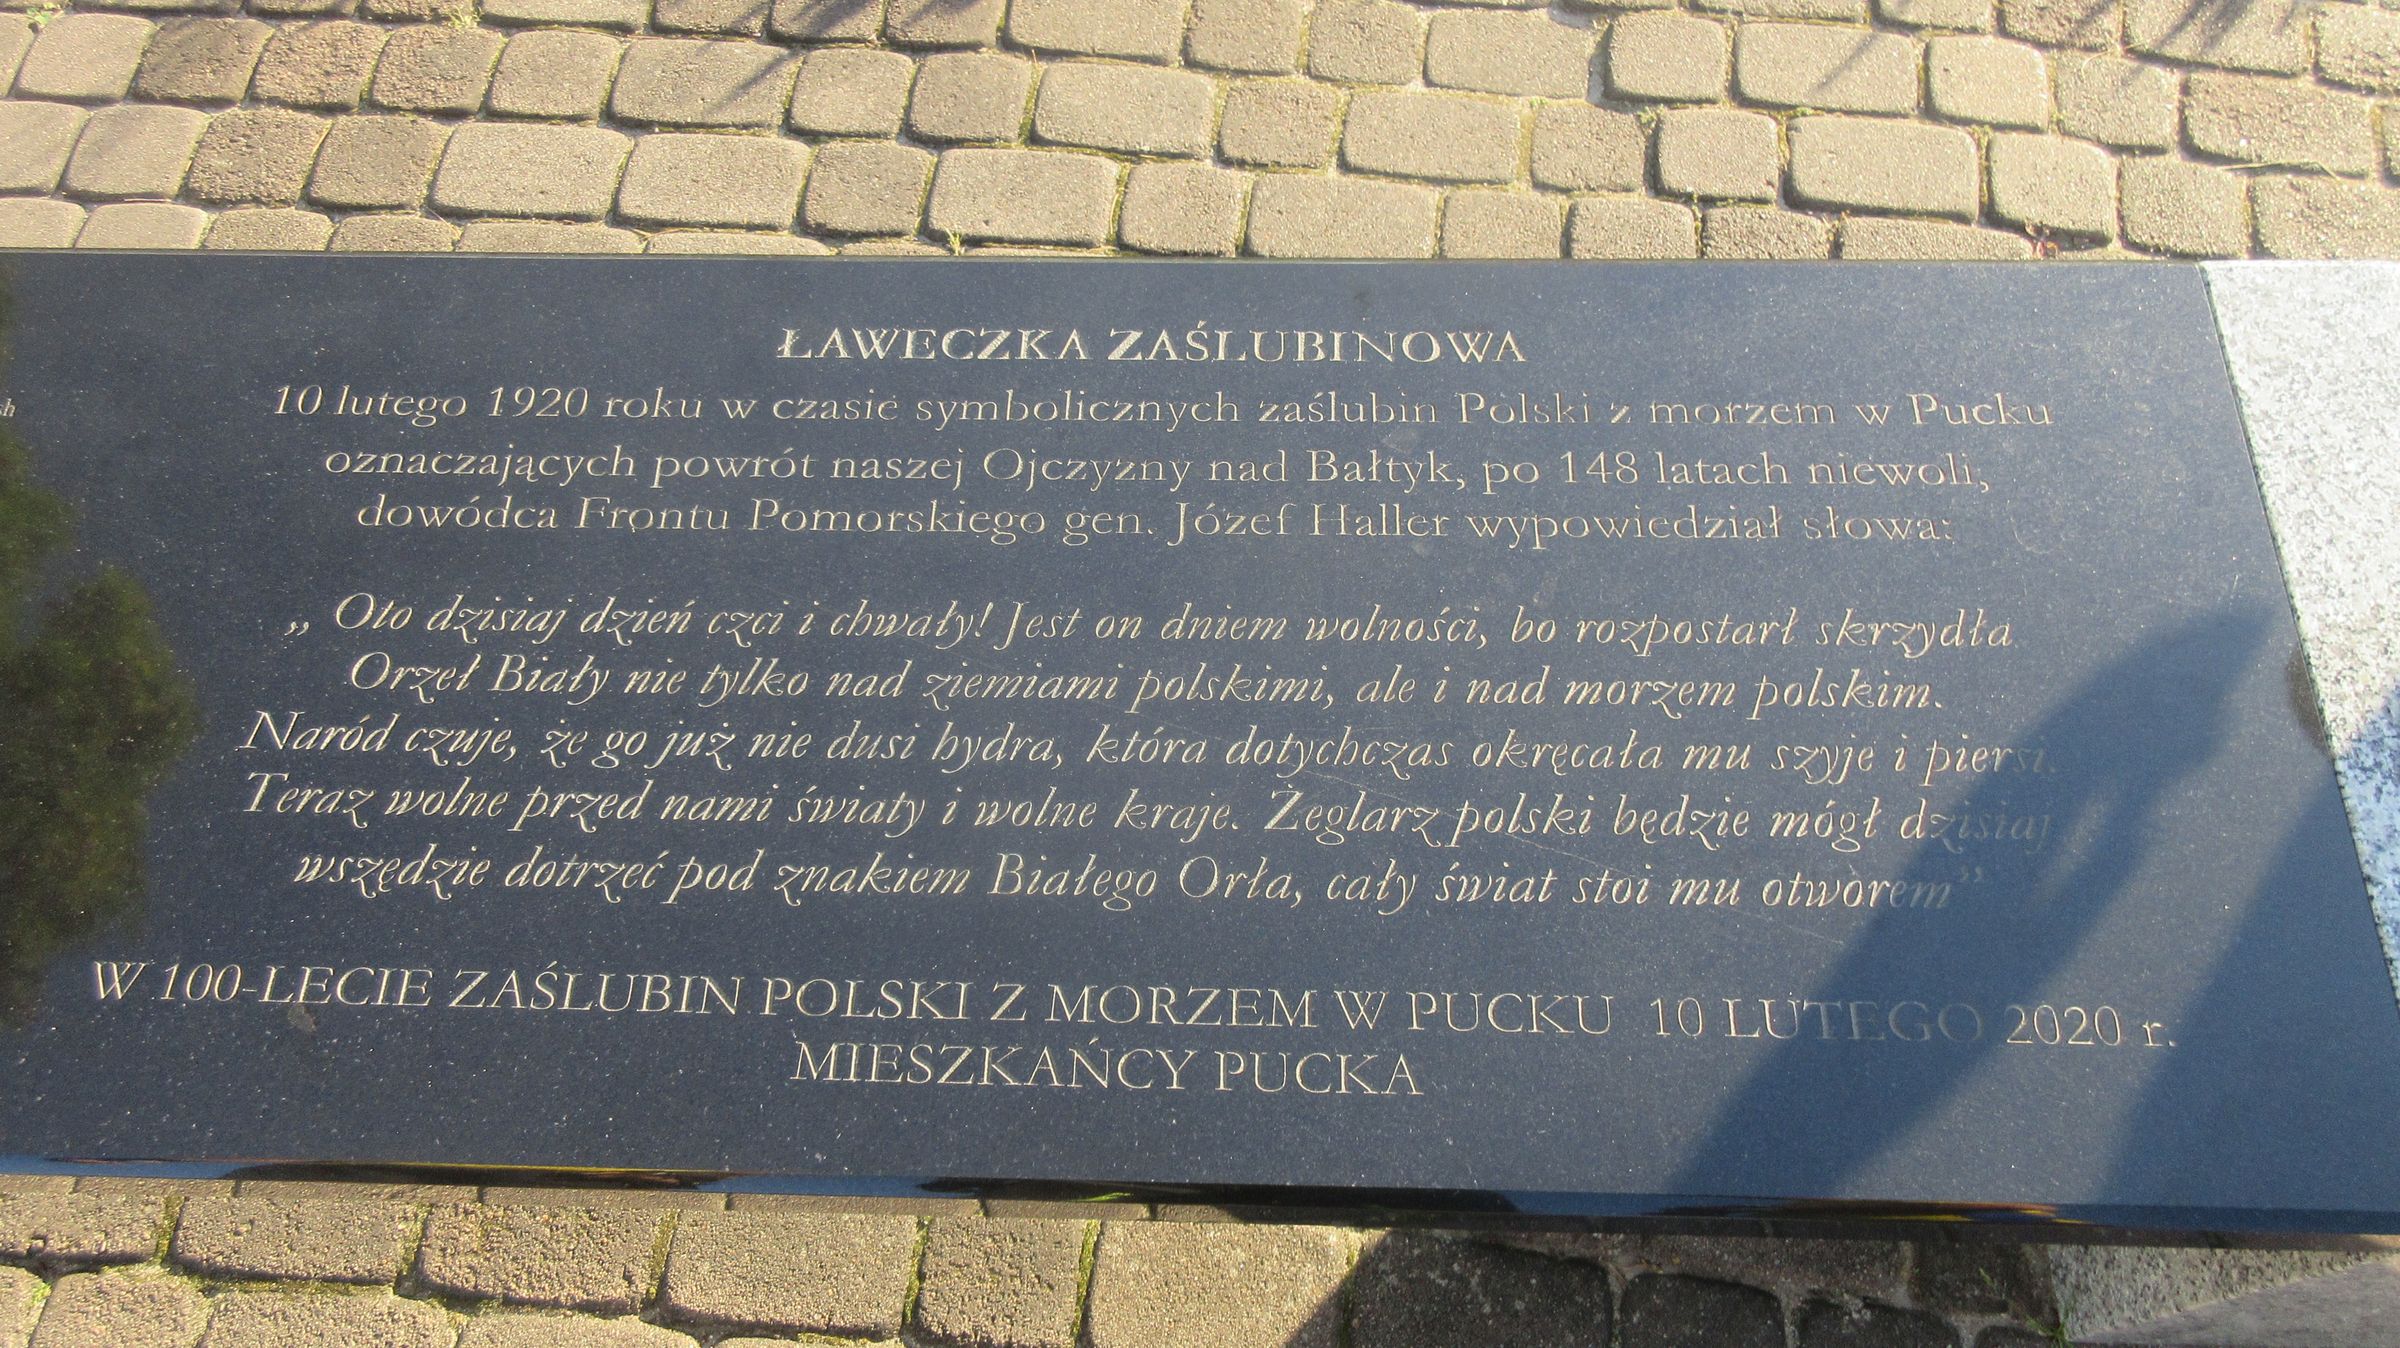 ŁAWECZKA ZAŚLUBINOWA
10 lutego 1920 roku w czasie symbolicznych zaślubin Polski z morzem w Pucku
oznaczających powrót naszej Ojczyzny nad Bałtyk, po 148 latach niewoli,
dowódca Frontu Pomorskiego gen. Józef Haller wypowiedział słowa:
„ Oto dzisiaj dzień czci i chwały! Jest on dniem wolności, bo rozpostarł skrzydła
Orzeł Biały nie tylko nad ziemiami polskimi, ale i nad morzem polskim.
Naród czuje, że go już nie dusi hydra, która dotychczas okręcała mu szyje i piersi.
Teraz wolne przed nami światy i wolne kraje. Żeglarz polski będzie mógł dzisiaj
wszędzie dotrzeć pod znakiem Białego Orła, cały świat stoi mu otworem”
W 100-LECIE ZAŚLUBIN POLSKI Z MORZEM W PUCKU 10 LUTEGO 2020 r.
MIESZKAŃCY PUCKA